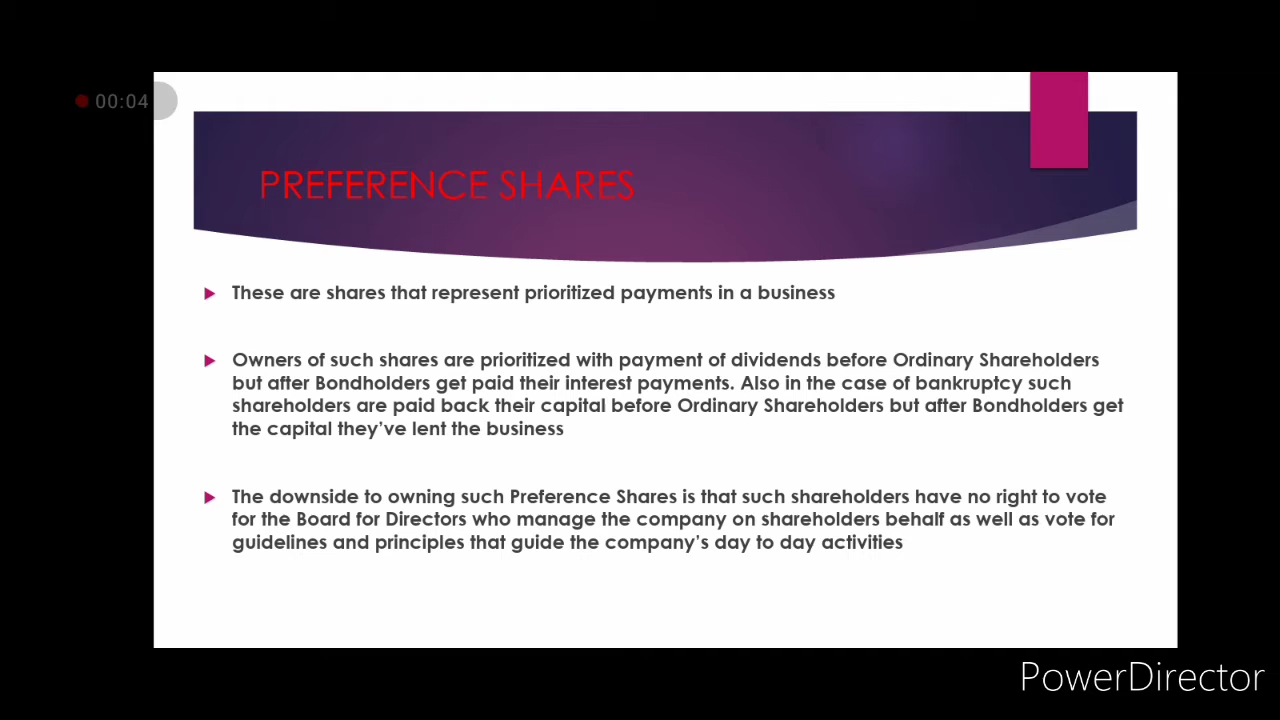 00:04
PREFERENCE SHARES
These are shares that represent prioritized payments in a business
Owners of such shares are prioritized with payment of dividends before Ordinary Shareholders
but after Bondholders get paid their interest payments. Also in the case of bankruptcy such
shareholders are paid back their capital before Ordinary Shareholders but after Bondholders get
the capital they've lent the business
The downside to owning such Preference Shares is that such shareholders have no right to vote
for the Board for Directors who manage the company on shareholders behalf as well as vote for
guidelines and principles that guide the company's day to day activities
PowerDirector